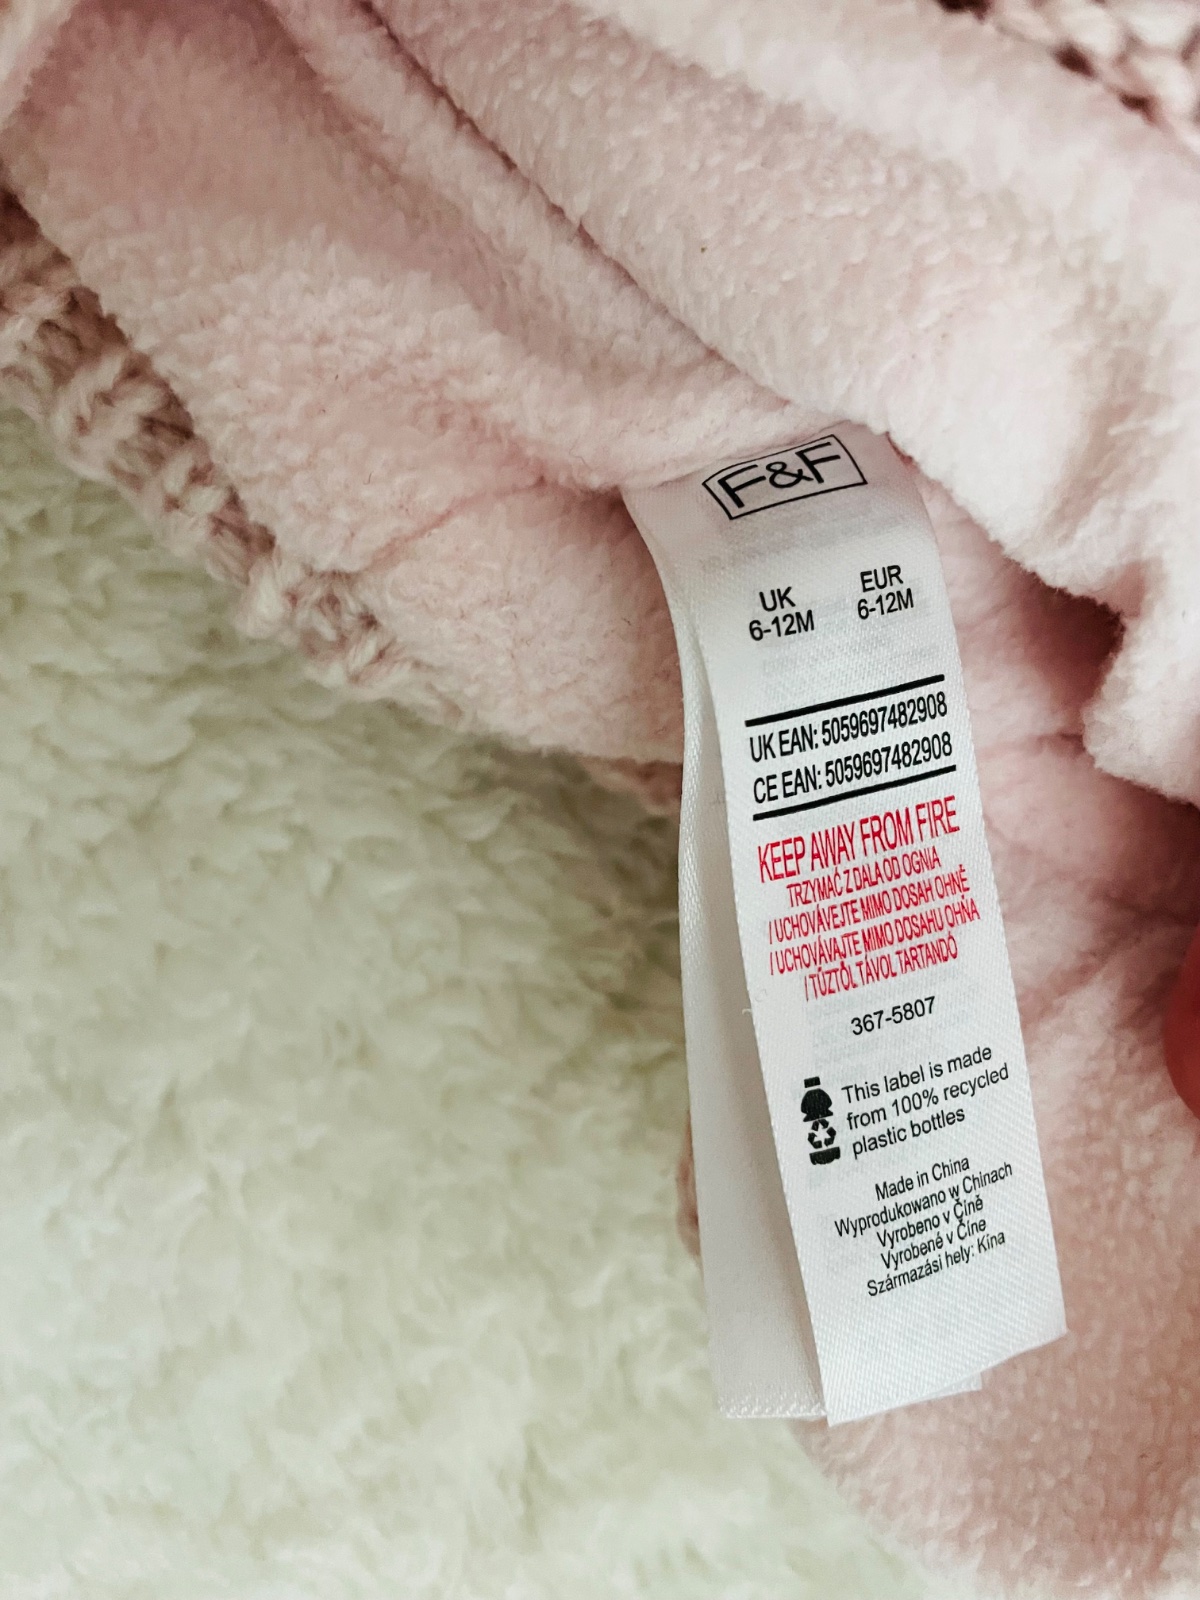 F&F
UK EUR
6-12M 6-12M
UK EAN: 5059697482908
CE EAN: 5059697482908
KEEP AWAY FROM FIRE
TRZYMAĆ Z DALA OD OGNIA
/ UCHOVÁVEJTE MIMO DOSAH OHNĚ
/ UCHOVÁVAJTE MIMO DOSAHU OHŇA
/ TŰZTŐL TÁVOL TARTANDÓ
367-5807
This label is made
from 100% recycled
plastic bottles
Made in China
Wyprodukowano w Chinach
Vyrobeno v Číně
Vyrobené v Číne
Származási hely: Kína